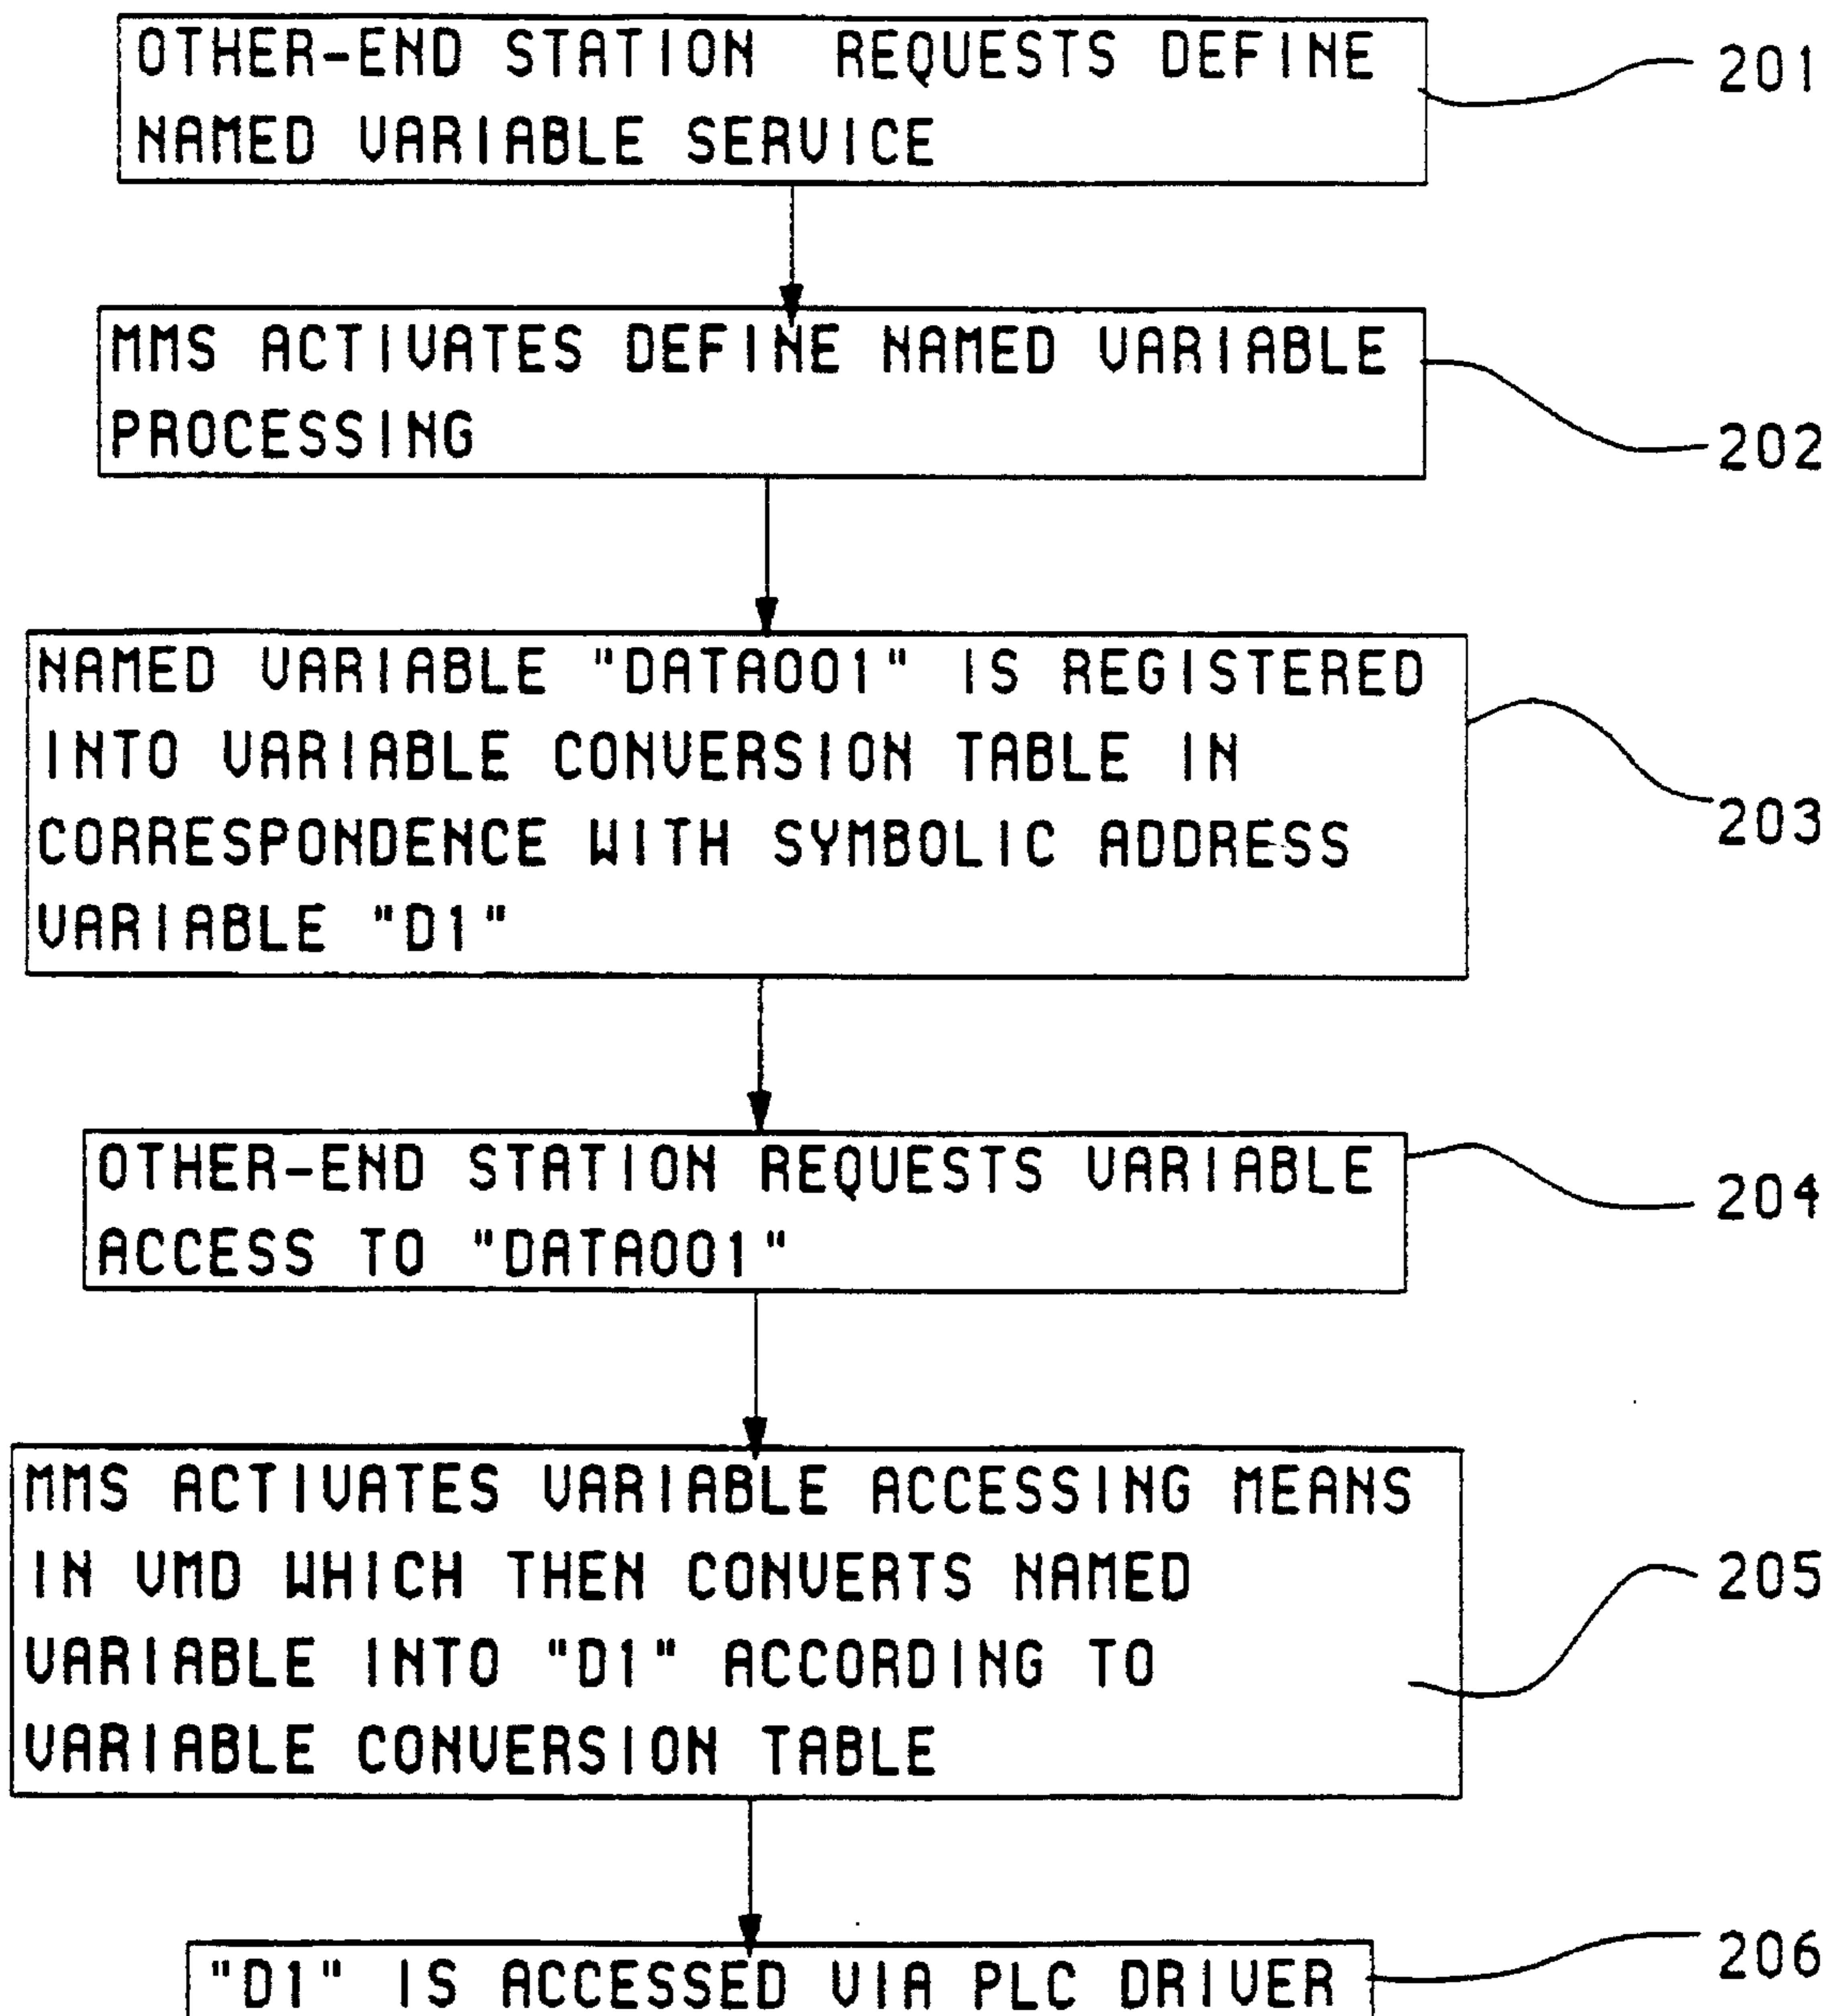 OTHER-END STATION REQUESTS DEFINE
NAMED VARIABLE SERVICE
201
MMS ACTIVATES DEFINE NAMED VARIABLE
PROCESSING
202
NAMED VARIABLE "DATA001" IS REGISTERED
INTO VARIABLE CONVERSION TABLE IN
CORRESPONDENCE WITH SYMBOLIC ADDRESS
VARIABLE "D1"
203
OTHER-END STATION REQUESTS VARIABLE
ACCESS TO "DATA001"
204
MMS ACTIVATES VARIABLE ACCESSING MEANS
IN VMD WHICH THEN CONVERTS NAMED
VARIABLE INTO "D1" ACCORDING TO
VARIABLE CONVERSION TABLE
205
"D1" IS ACCESSED VIA PLC DRIVER
206